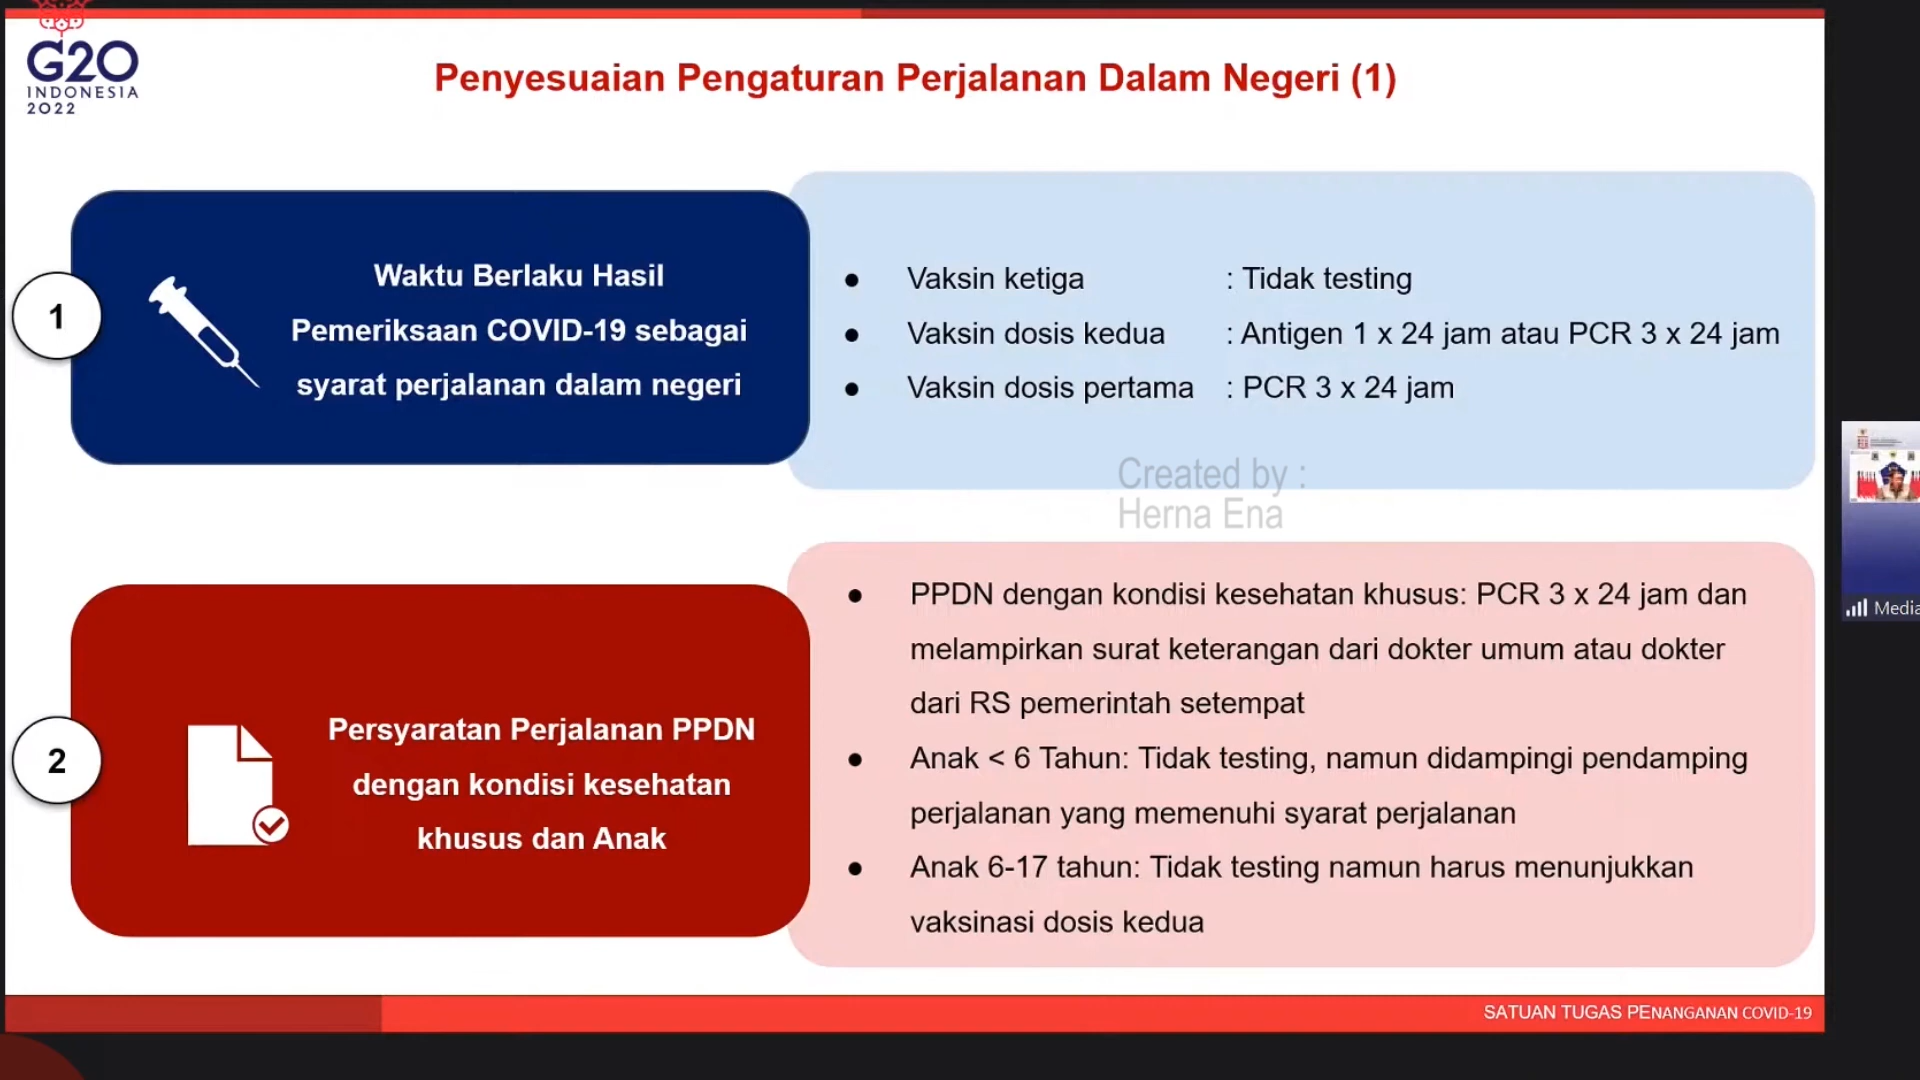 G20
INDONESIA
2022
Penyesuaian Pengaturan Perjalanan Dalam Negeri (1)
1
Waktu Berlaku Hasil
Pemeriksaan COVID-19 sebagai
syarat perjalanan dalam negeri
● Vaksin ketiga : Tidak testing
● Vaksin dosis kedua : Antigen 1 x 24 jam atau PCR 3 x 24 jam
● Vaksin dosis pertama : PCR 3 x 24 jam
Created by :
Herna Ena
2
Persyaratan Perjalanan PPDN
dengan kondisi kesehatan
khusus dan Anak
● PPDN dengan kondisi kesehatan khusus: PCR 3 x 24 jam dan
melampirkan surat keterangan dari dokter umum atau dokter
dari RS pemerintah setempat
● Anak < 6 Tahun: Tidak testing, namun didampingi pendamping
perjalanan yang memenuhi syarat perjalanan
● Anak 6-17 tahun: Tidak testing namun harus menunjukkan
vaksinasi dosis kedua
Media
SATUAN TUGAS PENANGANAN COVID-19